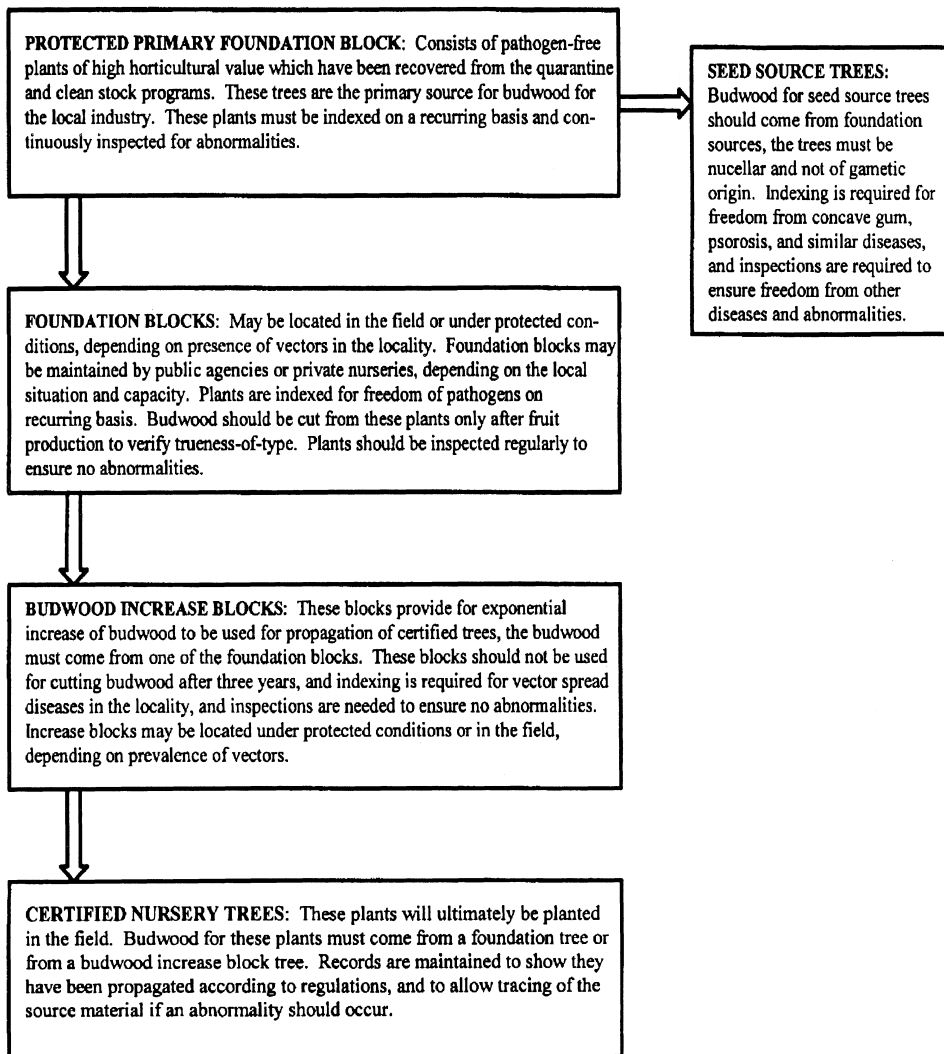 PROTECTED PRIMARY FOUNDATION BLOCK: Consists of pathogen-free
plants of high horticultural value which have been recovered from the quarantine
and clean stock programs. These trees are the primary source for budwood for
the local industry. These plants must be indexed on a recurring basis and con-
tinuously inspected for abnormalities.
SEED SOURCE TREES:
Budwood for seed source trees
should come from foundation
sources, the trees must be
nucellar and not of gametic
origin. Indexing is required for
freedom from concave gum,
psorosis, and similar diseases,
and inspections are required to
ensure freedom from other
diseases and abnormalities.
FOUNDATION BLOCKS: May be located in the field or under protected con-
ditions, depending on presence of vectors in the locality. Foundation blocks may
be maintained by public agencies or private nurseries, depending on the local
situation and capacity. Plants are indexed for freedom of pathogens on
recurring basis. Budwood should be cut from these plants only after fruit
production to verify trueness-of-type. Plants should be inspected regularly to
ensure no abnormalities.
BUDWOOD INCREASE BLOCKS: These blocks provide for exponential
increase of budwood to be used for propagation of certified trees, the budwood
must come from one of the foundation blocks. These blocks should not be used
for cutting budwood after three years, and indexing is required for vector spread
diseases in the locality, and inspections are needed to ensure no abnormalities.
Increase blocks may be located under protected conditions or in the field,
depending on prevalence of vectors.
CERTIFIED NURSERY TREES: These plants will ultimately be planted
in the field. Budwood for these plants must come from a foundation tree or
from a budwood increase block tree. Records are maintained to show they
have been propagated according to regulations, and to allow tracing of the
source material if an abnormality should occur.